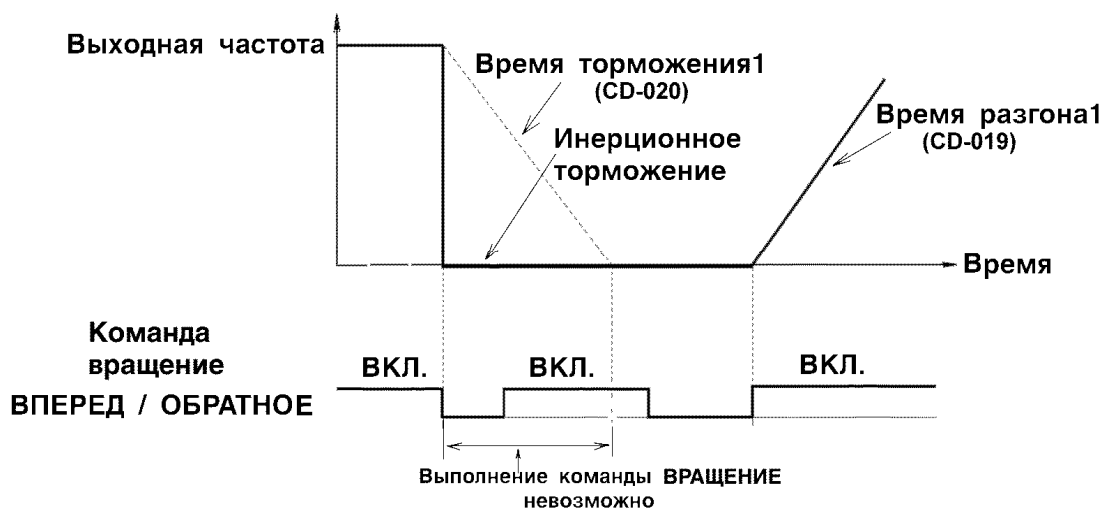 Выходная частота
Время торможения1
(CD-020)
Время разгона1
(CD-019)
Инерционное
торможение
Время
Команда
вращение
ВПЕРЕД / ОБРАТНОЕ
ВКЛ.
ВКЛ.
ВКЛ.
Выполнение команды ВРАЩЕНИЕ
невозможно